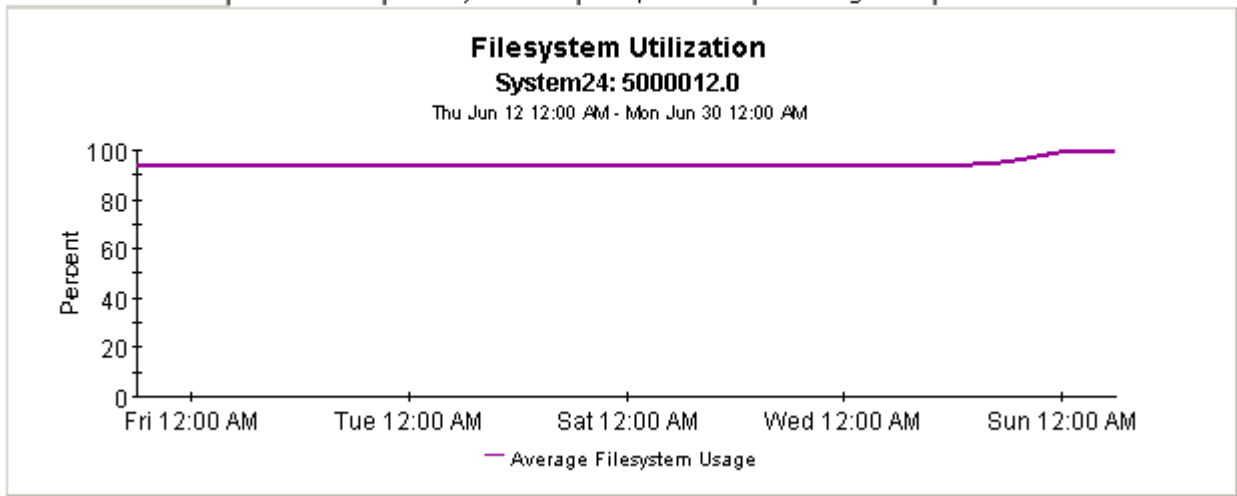 Filesystem Utilization
System24: 5000012.0
Thu Jun 12 12:00 AM - Mon Jun 30 12:00 AM
100
80
60
40
20
0
Percent
Fri 12:00 AM Tue 12:00 AM Sat 12:00 AM Wed 12:00 AM Sun 12:00 AM
Average Filesystem Usage